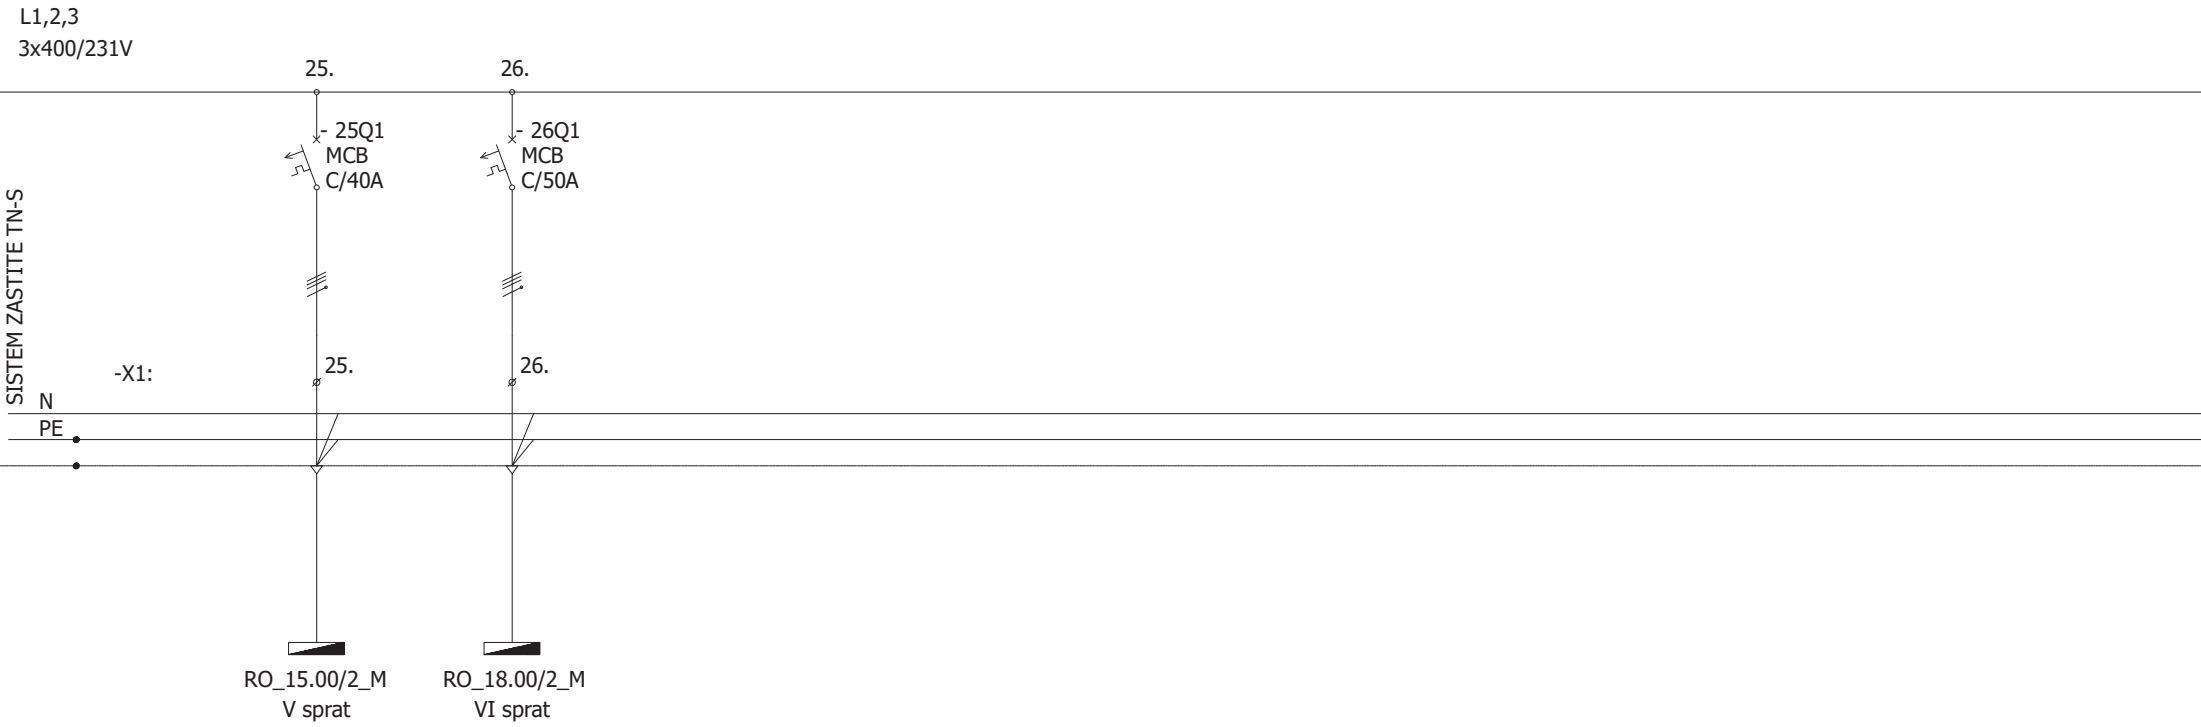 L1,2,3
3x400/231V
25.
26.
- 25Q1
MCB
C/40A
- 26Q1
MCB
C/50A
SISTEM ZASTITE TN-S
-X1:
25.
26.
N
PE
RO_15.00/2_M
V sprat
RO_18.00/2_M
VI sprat